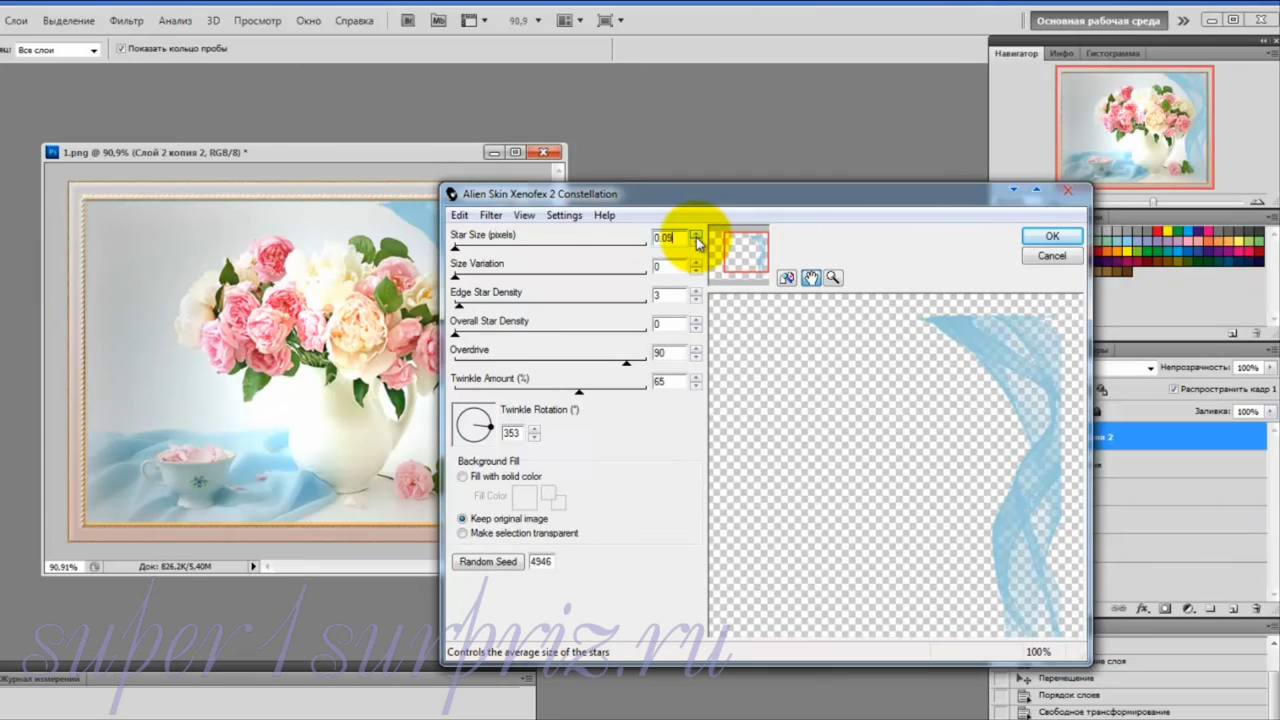 Слои Выделение Фильтр Анализ 3D Просмотр Окно Справка Br Mb 90,9 Основная рабочая среда
Все слои Показать кольцо пробы
Навигатор Инфо Гистограмма
1.png @ 90,9% (Слой 2 копия 2, RGB/8) *
Alien Skin Xenofex 2 Constellation
Edit Filter View Settings Help
Star Size (pixels) 0.09
OK
Cancel
Size Variation 0
Edge Star Density 3
Overall Star Density 0
Overdrive 90
Twinkle Amount (%) 65
Twinkle Rotation (°)
353
Background Fill
Fill with solid color
Fill Color
Keep original image
Make selection transparent
Random Seed 4946
Controls the average size of the stars 100%
Непрозрачность: 100%
Распространить кадр 1
Заливка: 100%
90,91% Док: 826,2K/5,40M
super1surpriz.ru
Журнал измерений
Перемещение
Порядок слоев
Свободное трансформирование